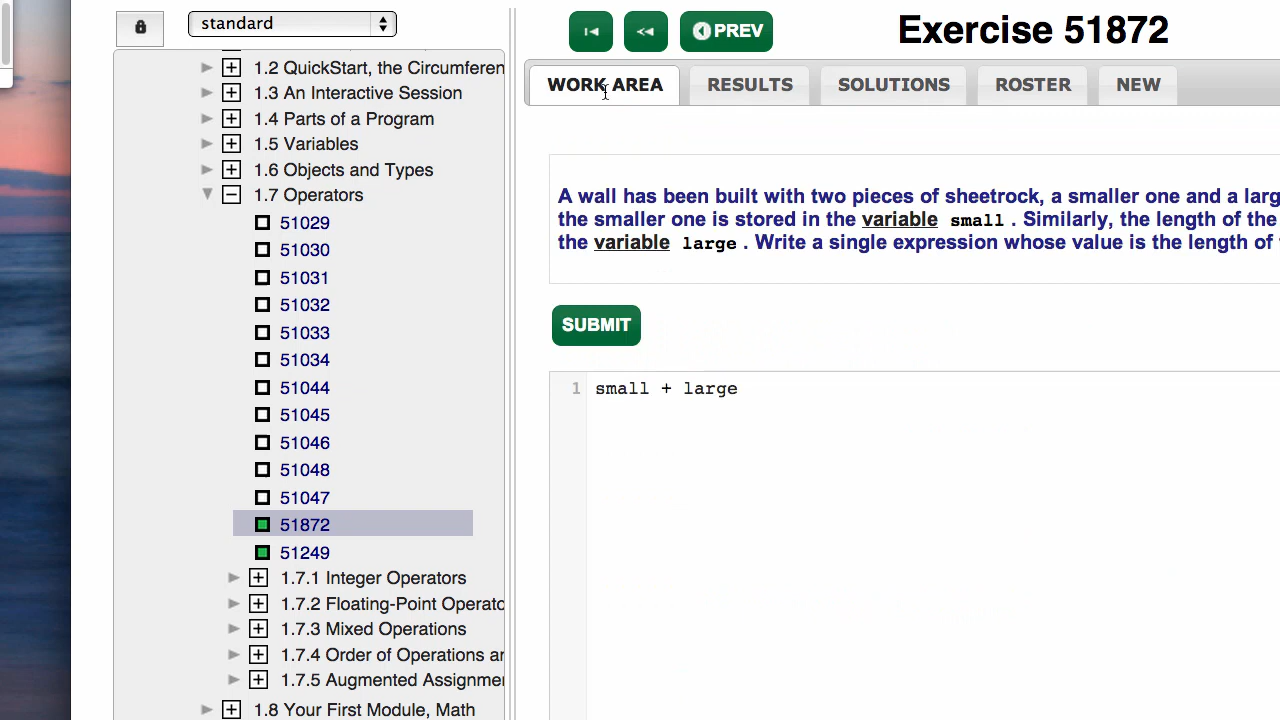 standard
1.2 QuickStart, the Circumferen
1.3 An Interactive Session
1.4 Parts of a Program
1.5 Variables
1.6 Objects and Types
1.7 Operators
51029
51030
51031
51032
51033
51034
51044
51045
51046
51048
51047
51872
51249
1.7.1 Integer Operators
1.7.2 Floating-Point Operato
1.7.3 Mixed Operations
1.7.4 Order of Operations ar
1.7.5 Augmented Assignmer
1.8 Your First Module, Math
PREV
Exercise 51872
WORK AREA RESULTS SOLUTIONS ROSTER NEW
A wall has been built with two pieces of sheetrock, a smaller one and a larg
the smaller one is stored in the variable small . Similarly, the length of the
the variable large . Write a single expression whose value is the length of
SUBMIT
1 small + large